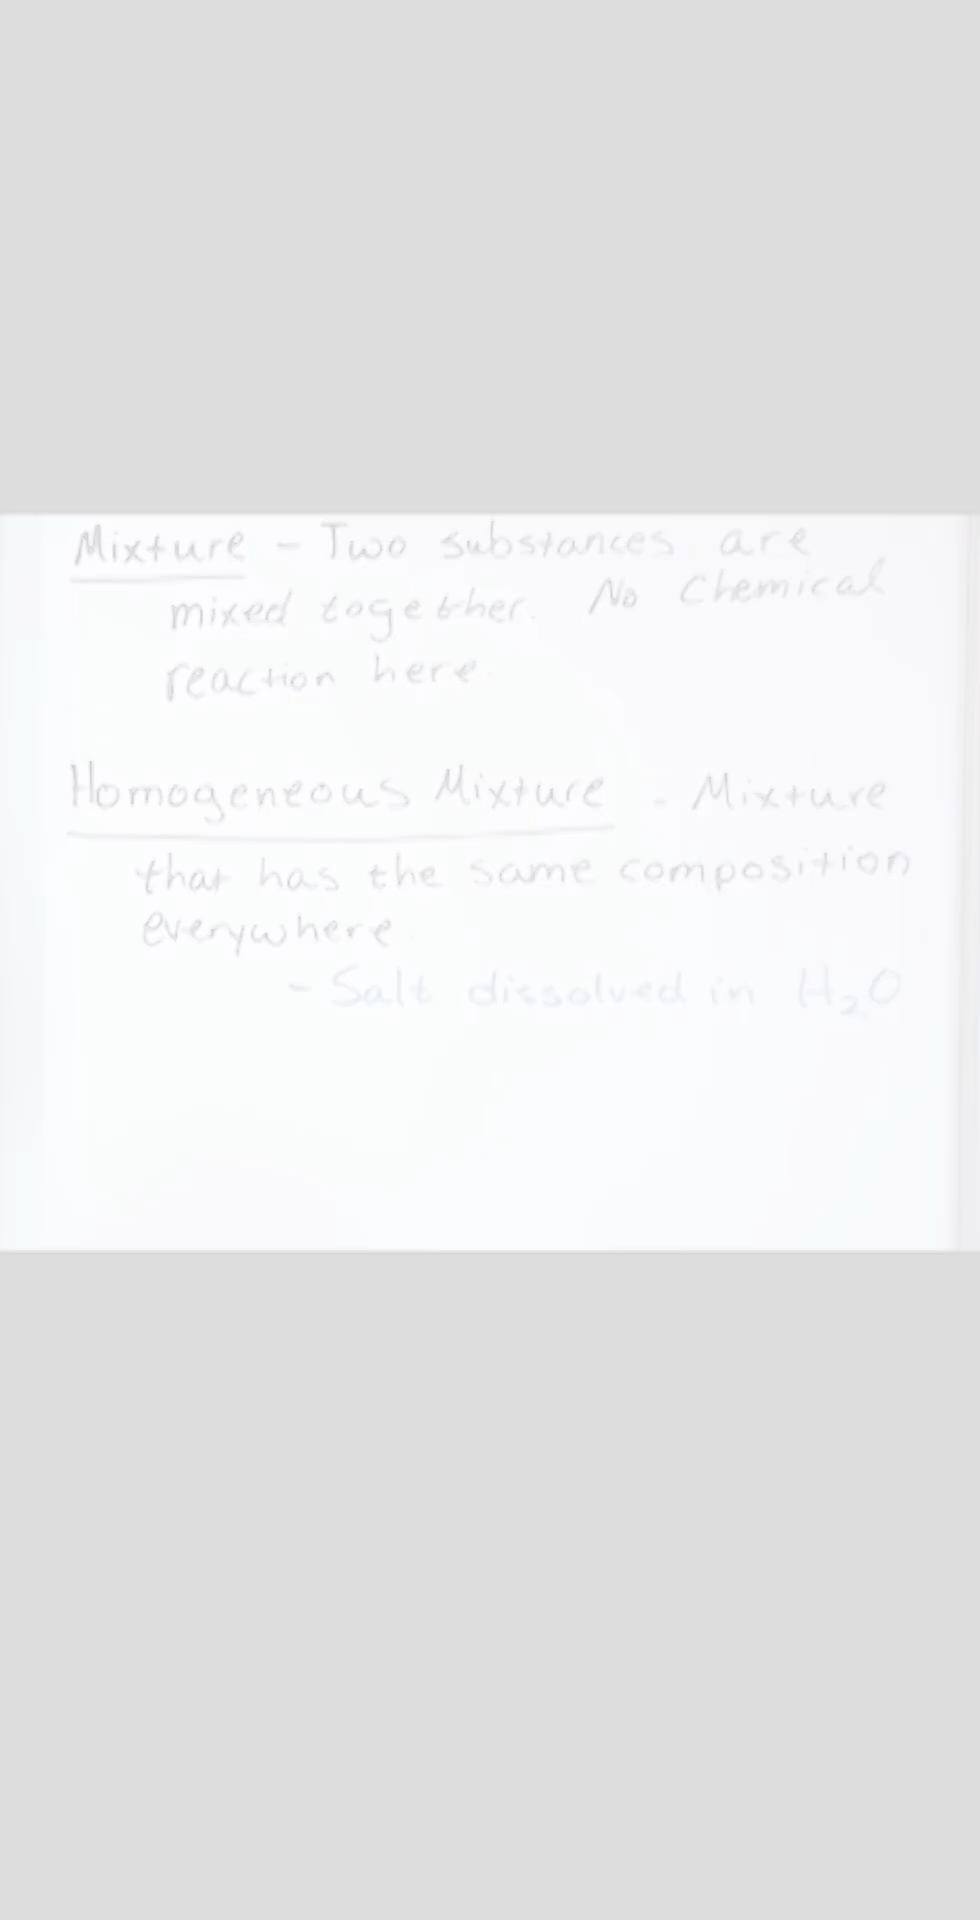 Mixture - Two substances are
mixed together. No Chemical
reaction here.
Homogeneous Mixture - Mixture
that has the same composition
everywhere
- Salt dissolved in H₂O